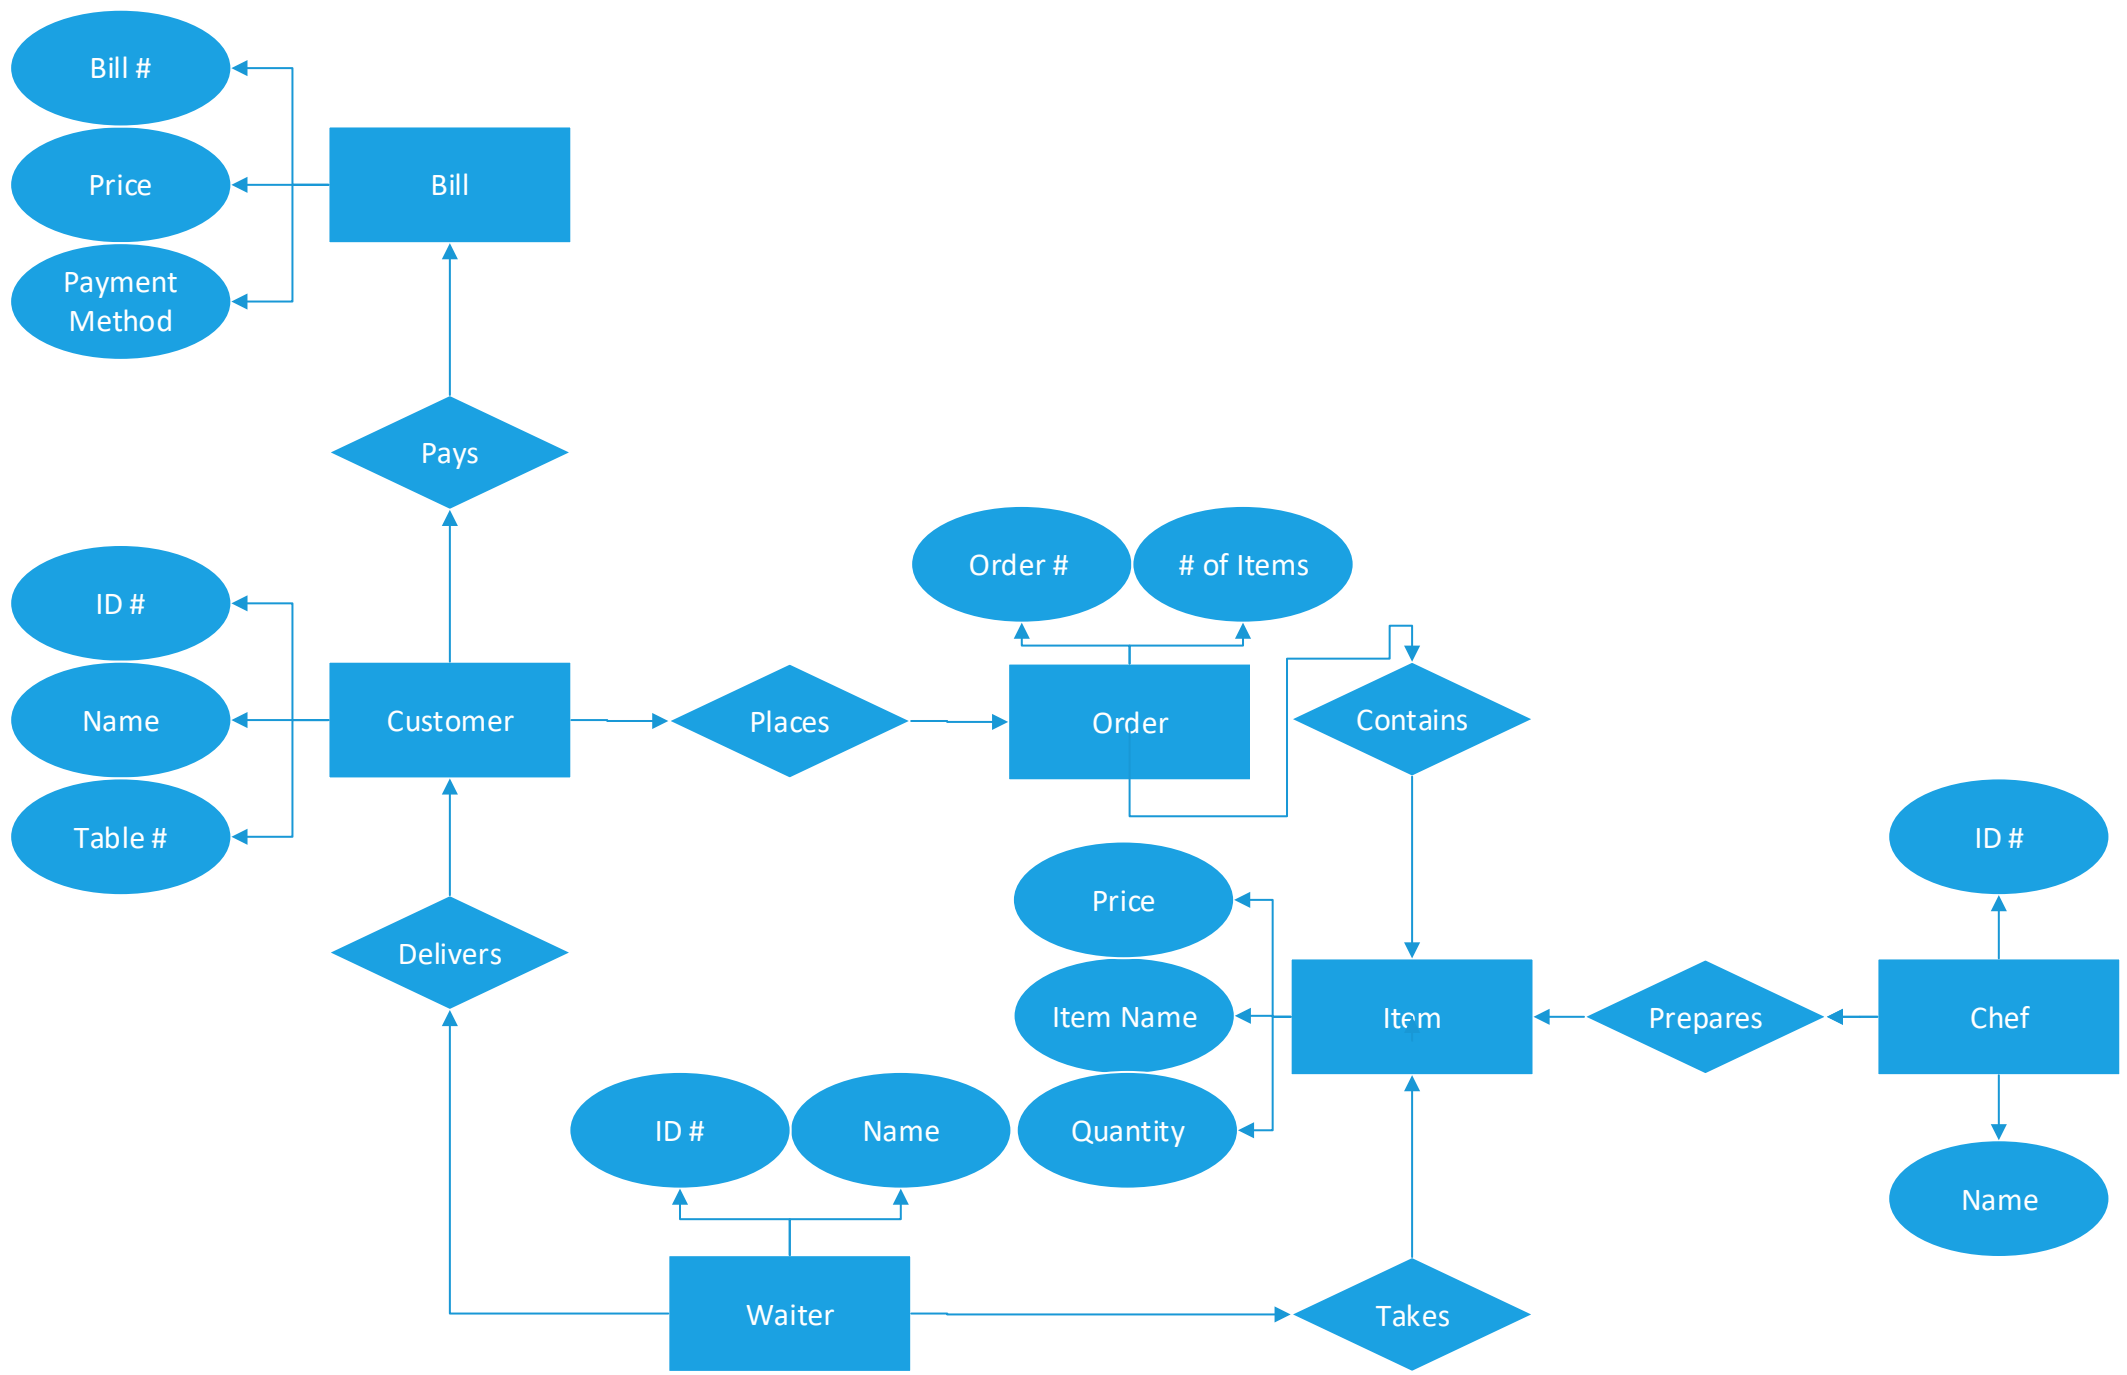 Bill #
Price
Bill
Payment
Method
Pays
Order #
# of Items
ID #
Name
Customer
Places
Order
Contains
Table #
ID #
Price
Delivers
Item Name
Item
Prepares
Chef
ID #
Name
Quantity
Name
Waiter
Takes